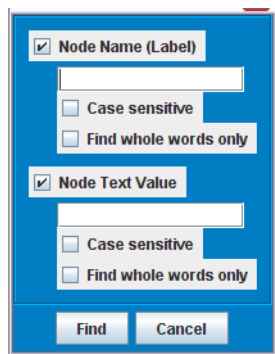 Node Name (Label)
Case sensitive
Find whole words only
Node Text Value
Case sensitive
Find whole words only
Find Cancel